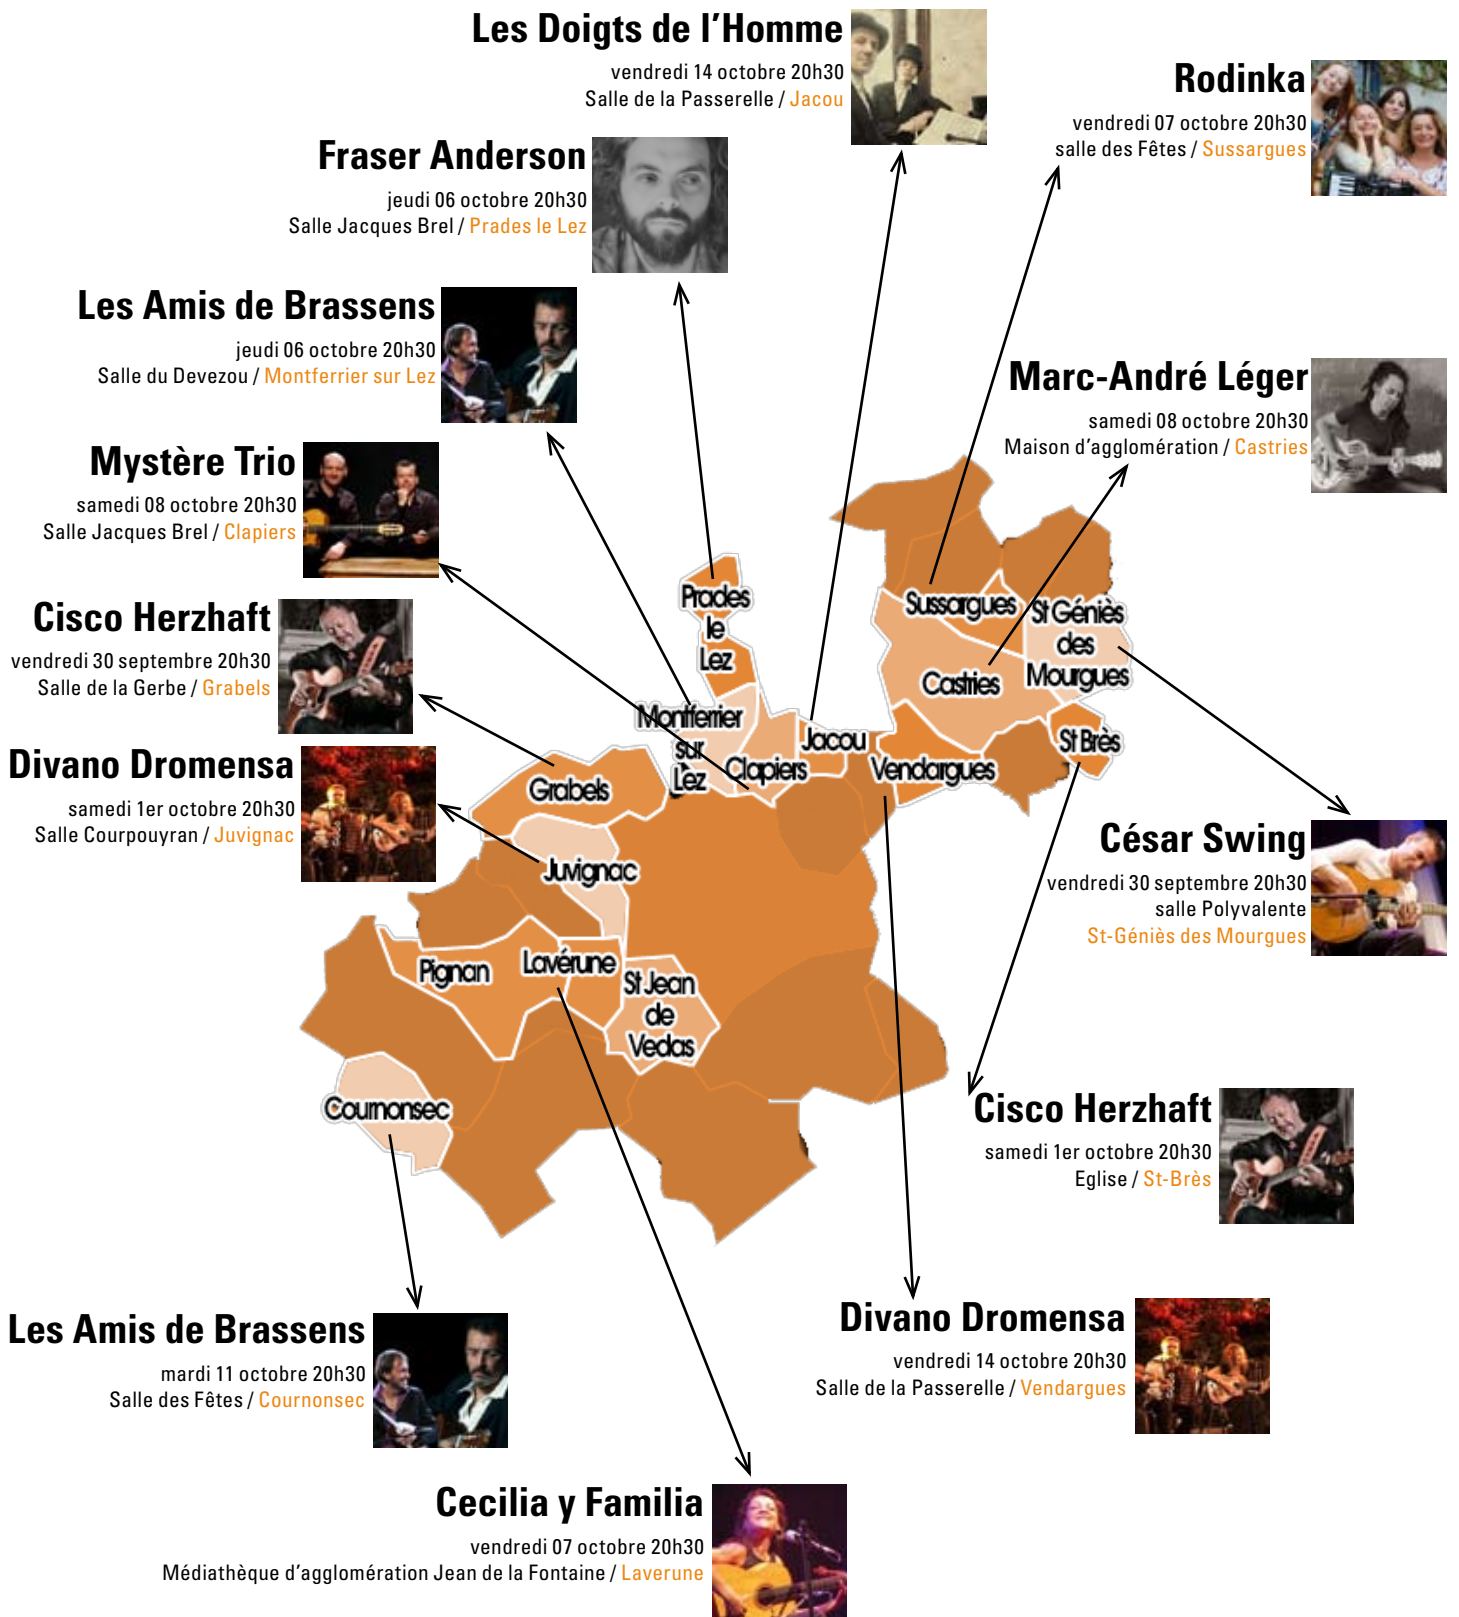 Les Doigts de l'Homme
vendredi 14 octobre 20h30
Salle de la Passerelle / Jacou
Rodinka
vendredi 07 octobre 20h30
salle des Fêtes / Sussargues
Fraser Anderson
jeudi 06 octobre 20h30
Salle Jacques Brel / Prades le Lez
Les Amis de Brassens
jeudi 06 octobre 20h30
Salle du Devezou / Montferrier sur Lez
Marc-André Léger
samedi 08 octobre 20h30
Maison d'agglomération / Castries
Mystère Trio
samedi 08 octobre 20h30
Salle Jacques Brel / Clapiers
Cisco Herzhaft
vendredi 30 septembre 20h30
Salle de la Gerbe / Grabels
Divano Dromensa
samedi 1er octobre 20h30
Salle Courpouyran / Juvignac
Prades
le
Lez
Sussargues
St Géniès
des
Mourgues
Castries
Montferrier
sur
Lez
Clapiers
Jacou
Vendargues
St Brès
Grabels
Juvignac
Pignan
Lavérune
St Jean
de
Vedas
Cournonsec
César Swing
vendredi 30 septembre 20h30
salle Polyvalente
St-Géniès des Mourgues
Cisco Herzhaft
samedi 1er octobre 20h30
Eglise / St-Brès
Les Amis de Brassens
mardi 11 octobre 20h30
Salle des Fêtes / Cournonsec
Divano Dromensa
vendredi 14 octobre 20h30
Salle de la Passerelle / Vendargues
Cecilia y Familia
vendredi 07 octobre 20h30
Médiathèque d'agglomération Jean de la Fontaine / Laverune